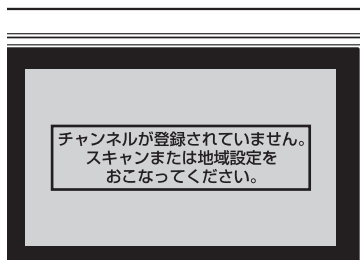 チャンネルが登録されていません。
スキャンまたは地域設定を
おこなってください。